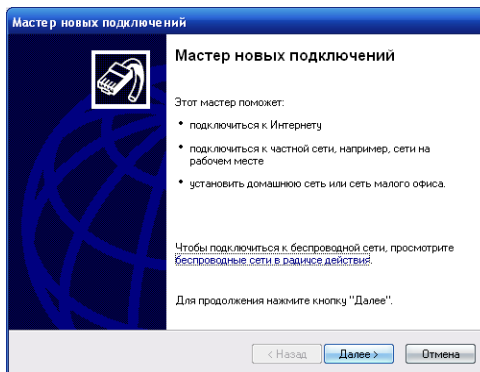 Мастер новых подключений
Мастер новых подключений
Этот мастер поможет:
• подключиться к Интернету
• подключиться к частной сети, например, сети на
рабочем месте
• установить домашнюю сеть или сеть малого офиса.
Чтобы подключиться к беспроводной сети, просмотрите
беспроводные сети в радиусе действия.
Для продолжения нажмите кнопку "Далее".
< Назад
Далее >
Отмена